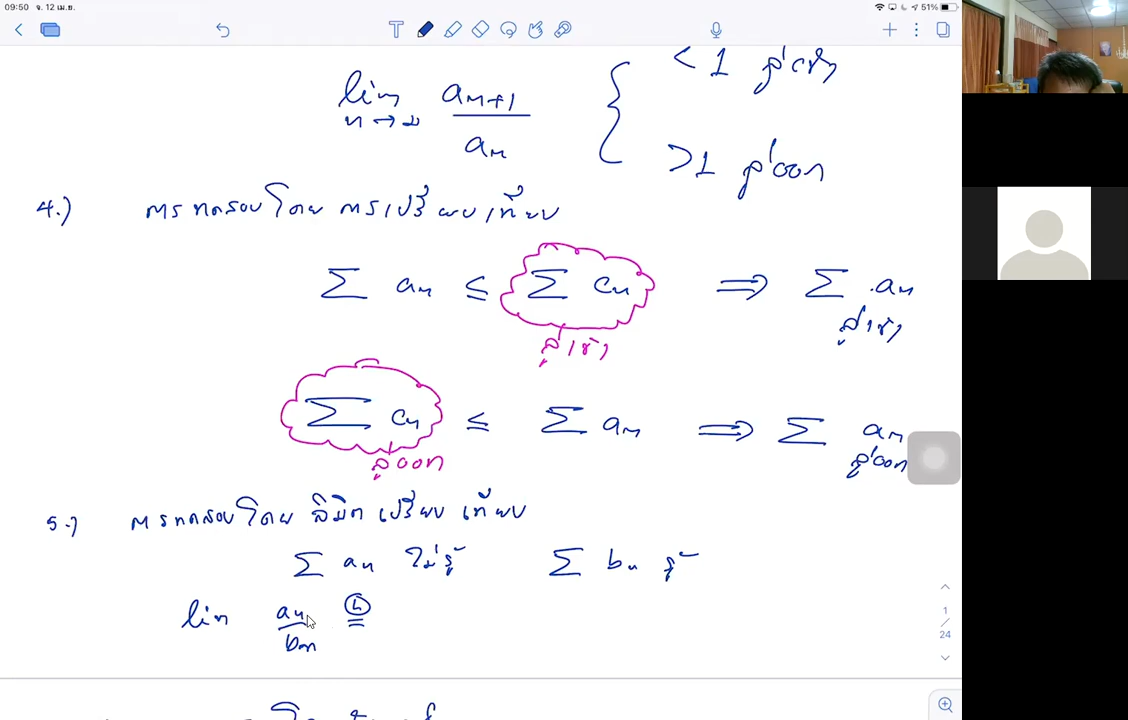 09:50 จ. 12 เม.ย.
51%
T
< 1 ลู่เข้า
lim a_{n+1}
n→∞ a_n
>1 ลู่ออก
4.) การทดสอบโดย การเปรียบเทียบ
Σ a_n ≤ Σ c_n ⇒ Σ a_n
ลู่เข้า ลู่เข้า
Σ c_n ≤ Σ a_n ⇒ Σ a_n
ลู่ออก ลู่ออก
5.) การทดสอบโดย ลิมิต เปรียบเทียบ
Σ a_n ไม่รู้ Σ b_n รู้
lim a_n L
b_n
1
/
24